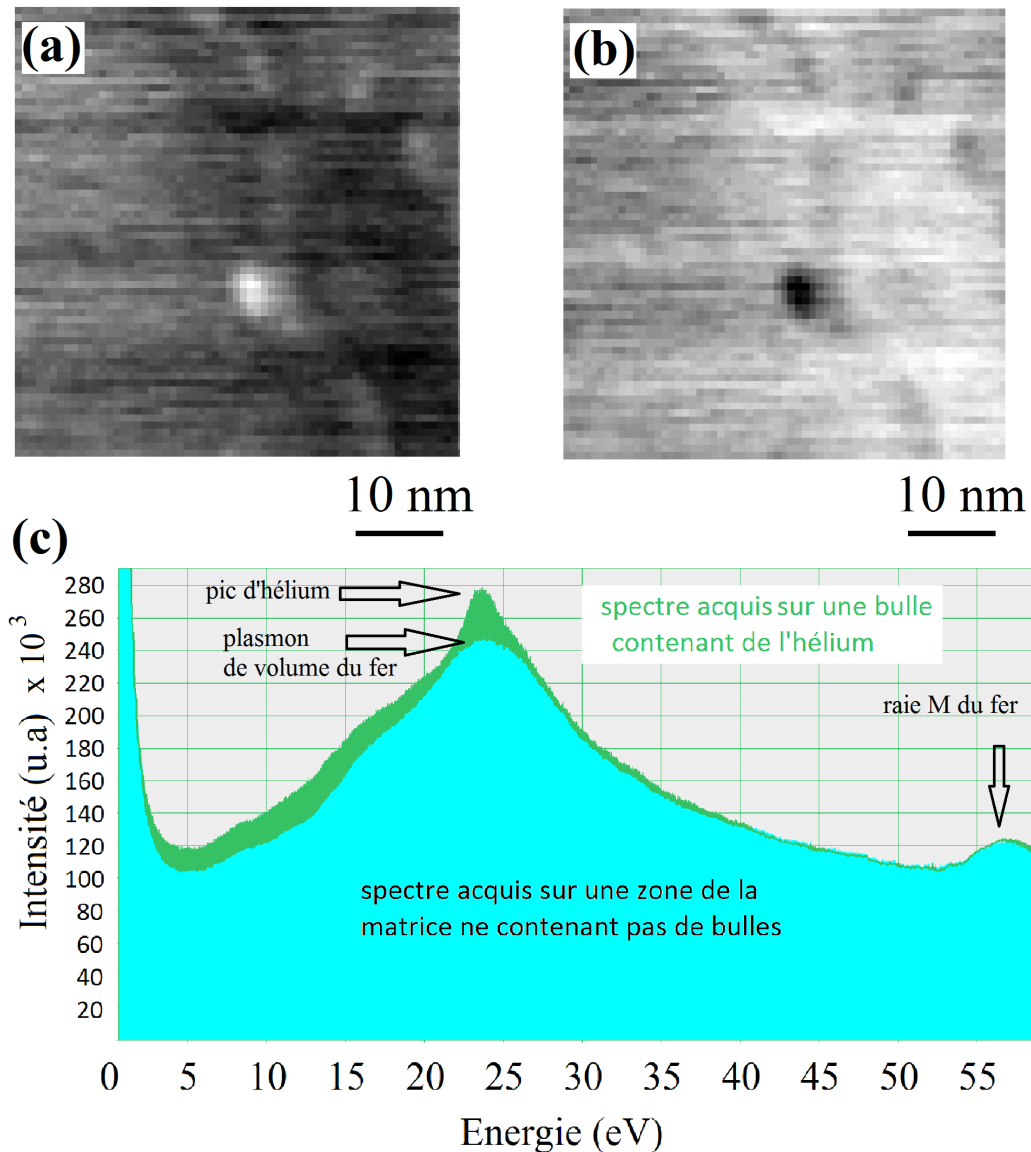 (a)
(b)
10 nm
10 nm
(c)
Intensité (u.a) x 10³
280
260
240
220
200
180
160
140
120
100
80
60
40
20
pic d'hélium
plasmon
de volume du fer
spectre acquis sur une bulle
contenant de l'hélium
raie M du fer
spectre acquis sur une zone de la
matrice ne contenant pas de bulles
0 5 10 15 20 25 30 35 40 45 50 55
Energie (eV)